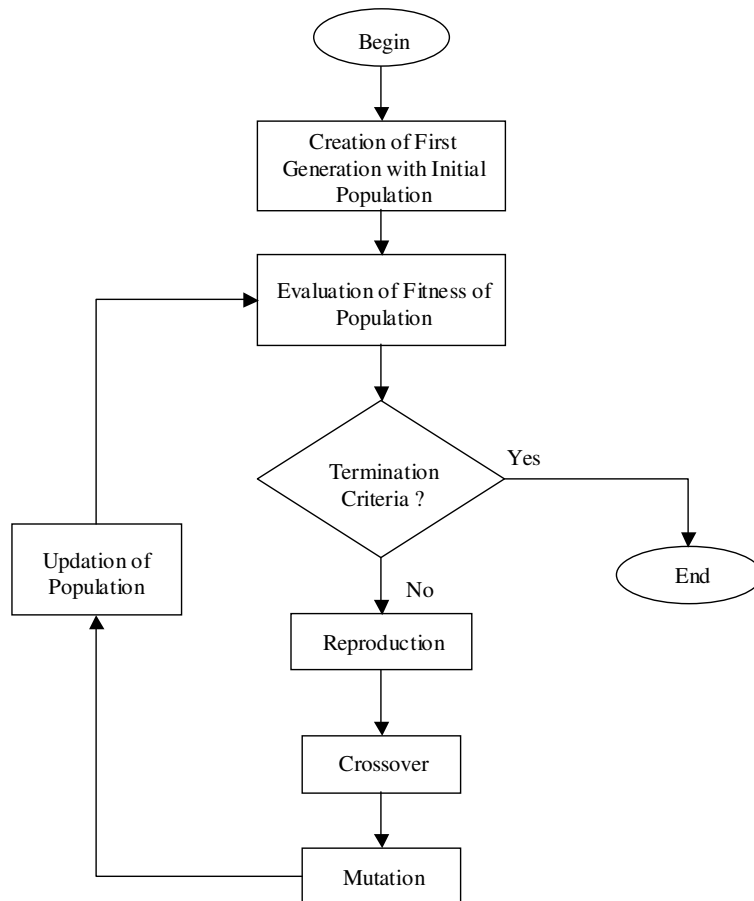 Begin
Creation of First
Generation with Initial
Population
Evaluation of Fitness of
Population
Termination
Criteria ?
Yes
Updation of
Population
End
No
Reproduction
Crossover
Mutation